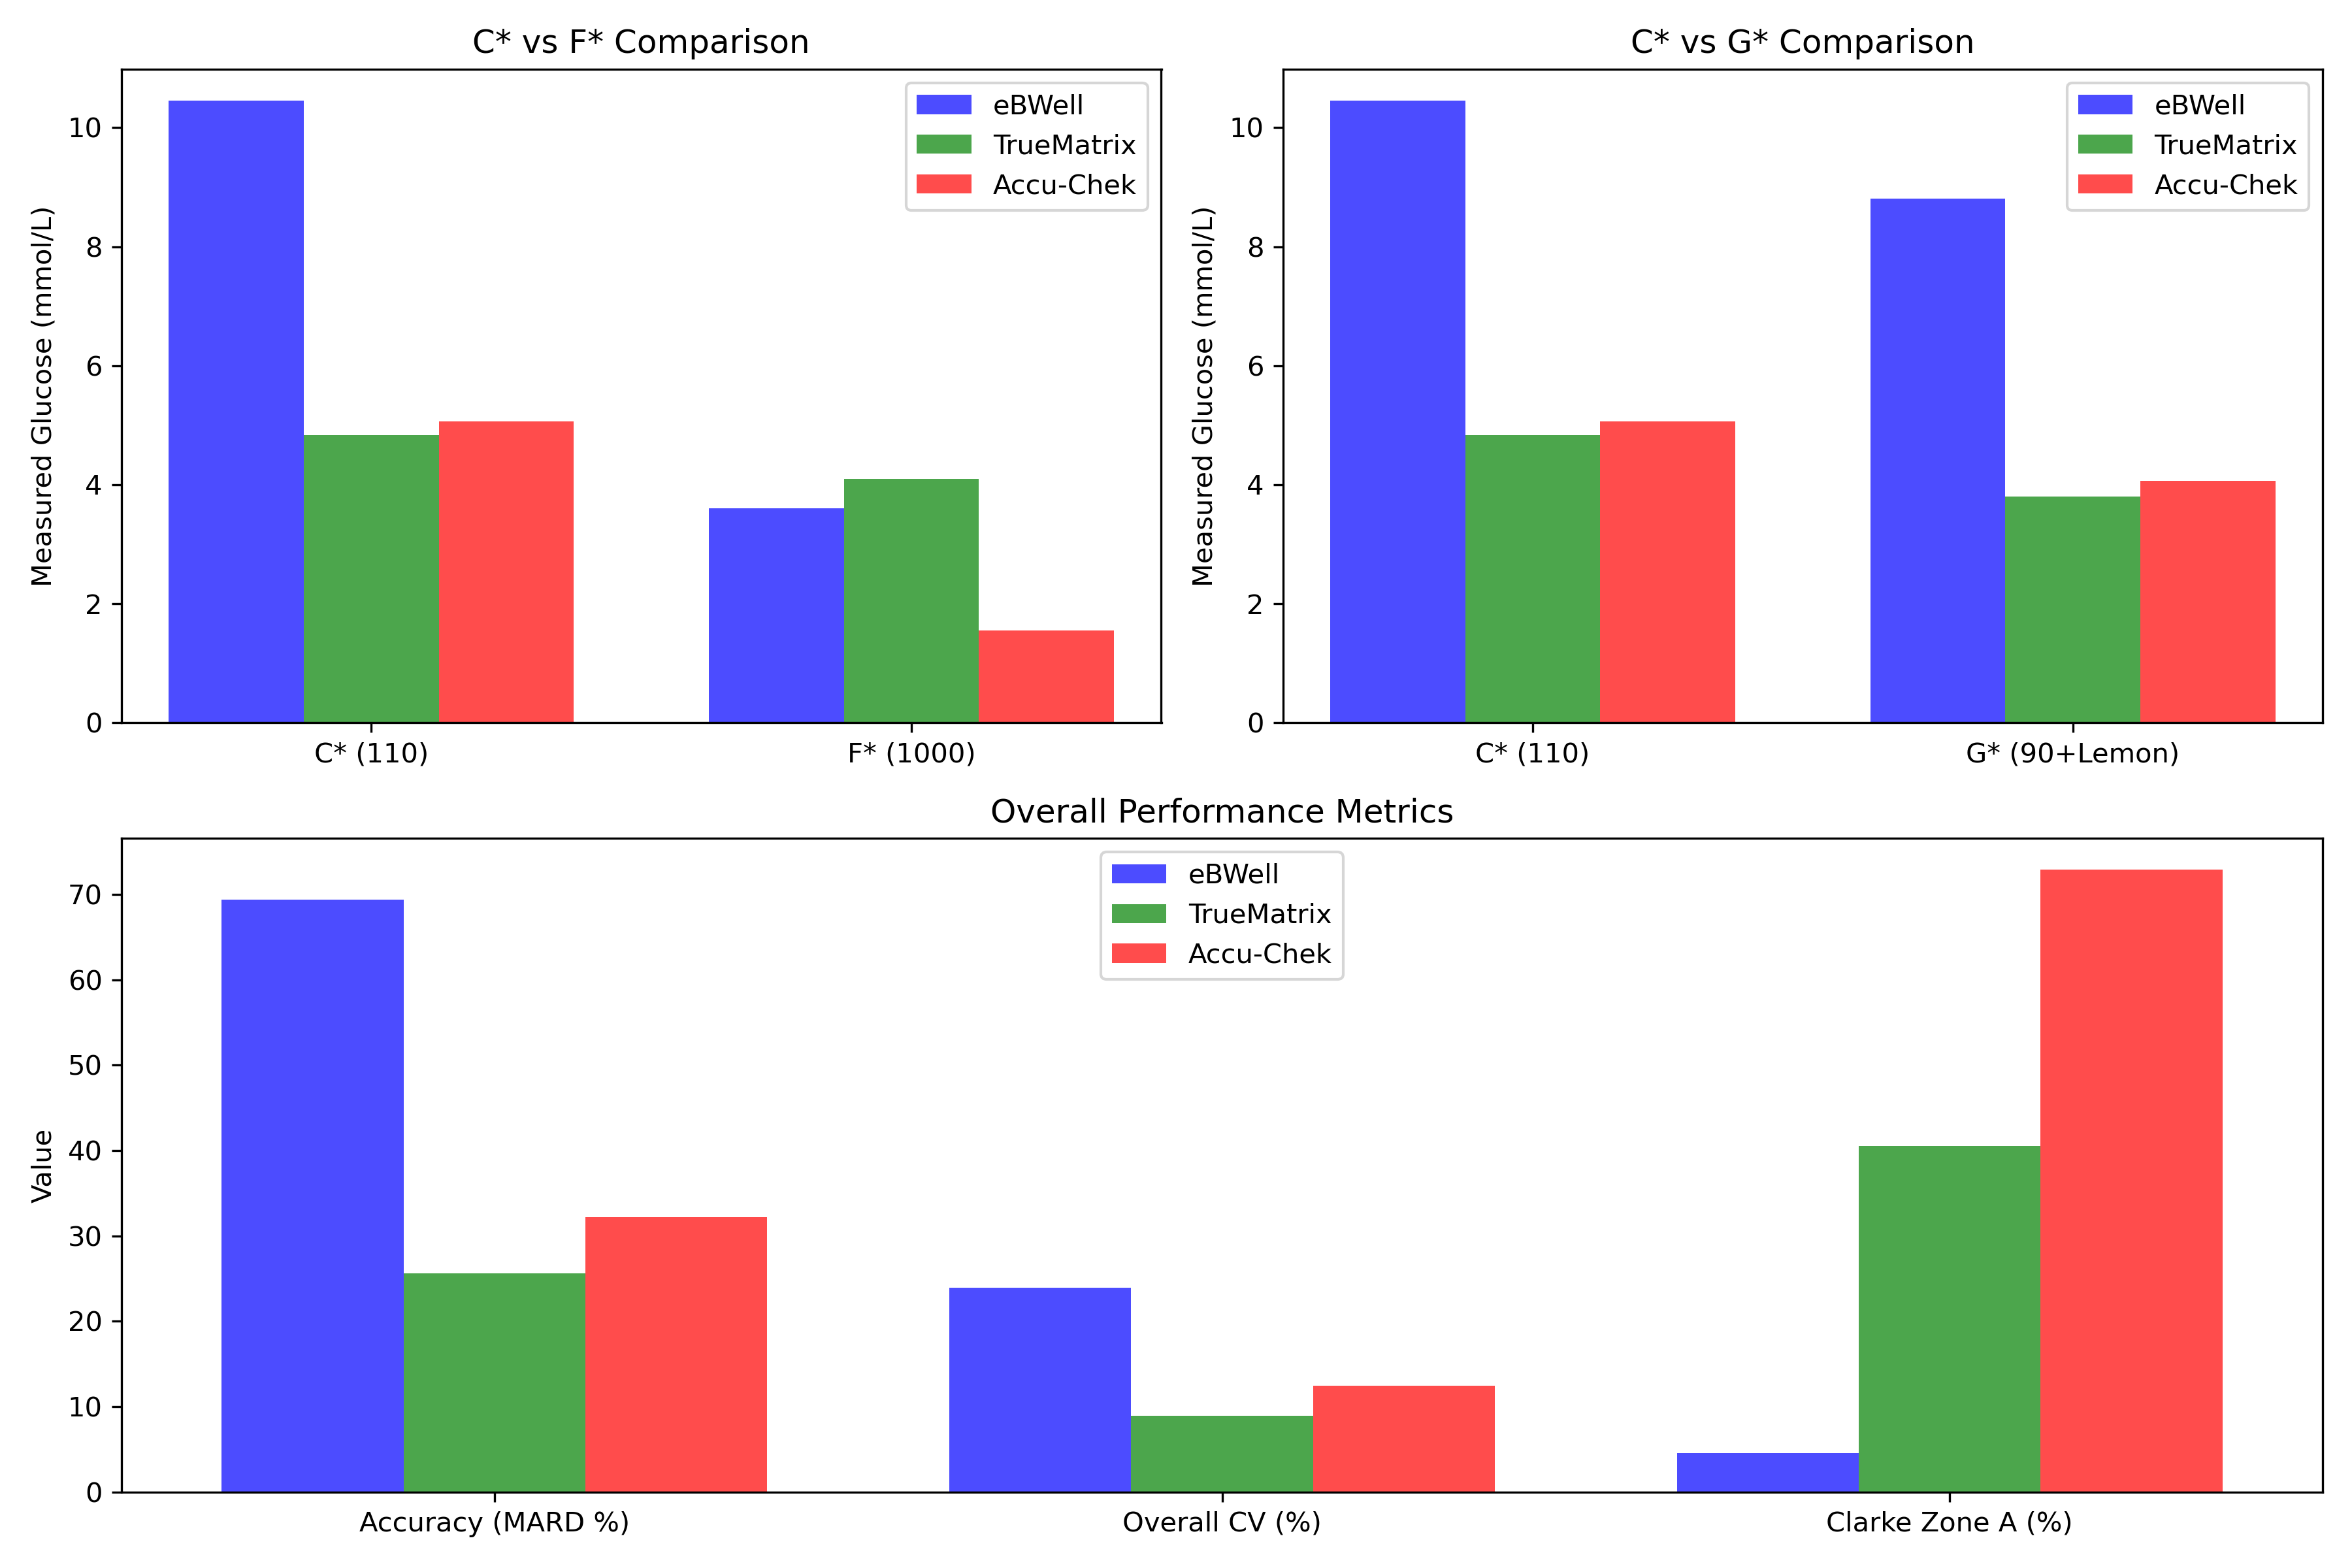 C* vs F* Comparison
Measured Glucose (mmol/L)
10
8
6
4
2
0
eBWell
TrueMatrix
Accu-Chek
C* (110)
F* (1000)
C* vs G* Comparison
Measured Glucose (mmol/L)
10
8
6
4
2
0
eBWell
TrueMatrix
Accu-Chek
C* (110)
G* (90+Lemon)
Overall Performance Metrics
Value
70
60
50
40
30
20
10
0
eBWell
TrueMatrix
Accu-Chek
Accuracy (MARD %)
Overall CV (%)
Clarke Zone A (%)